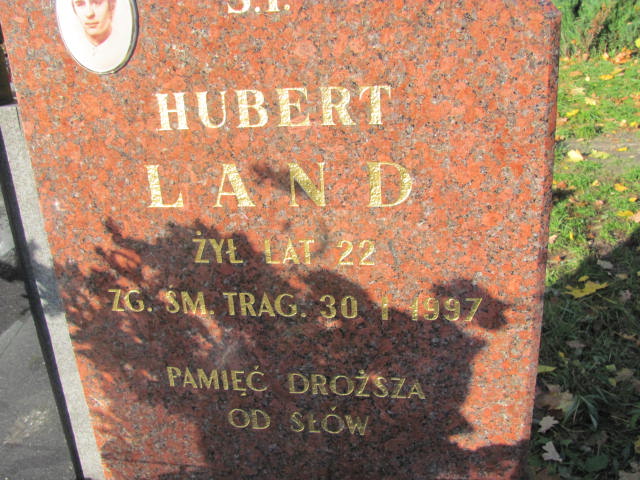 Ś.P.
HUBERT
LAND
ŻYŁ LAT 22
ZG. ŚM. TRAG. 30 I 1997
PAMIĘĆ DROŻSZA
OD SŁÓW